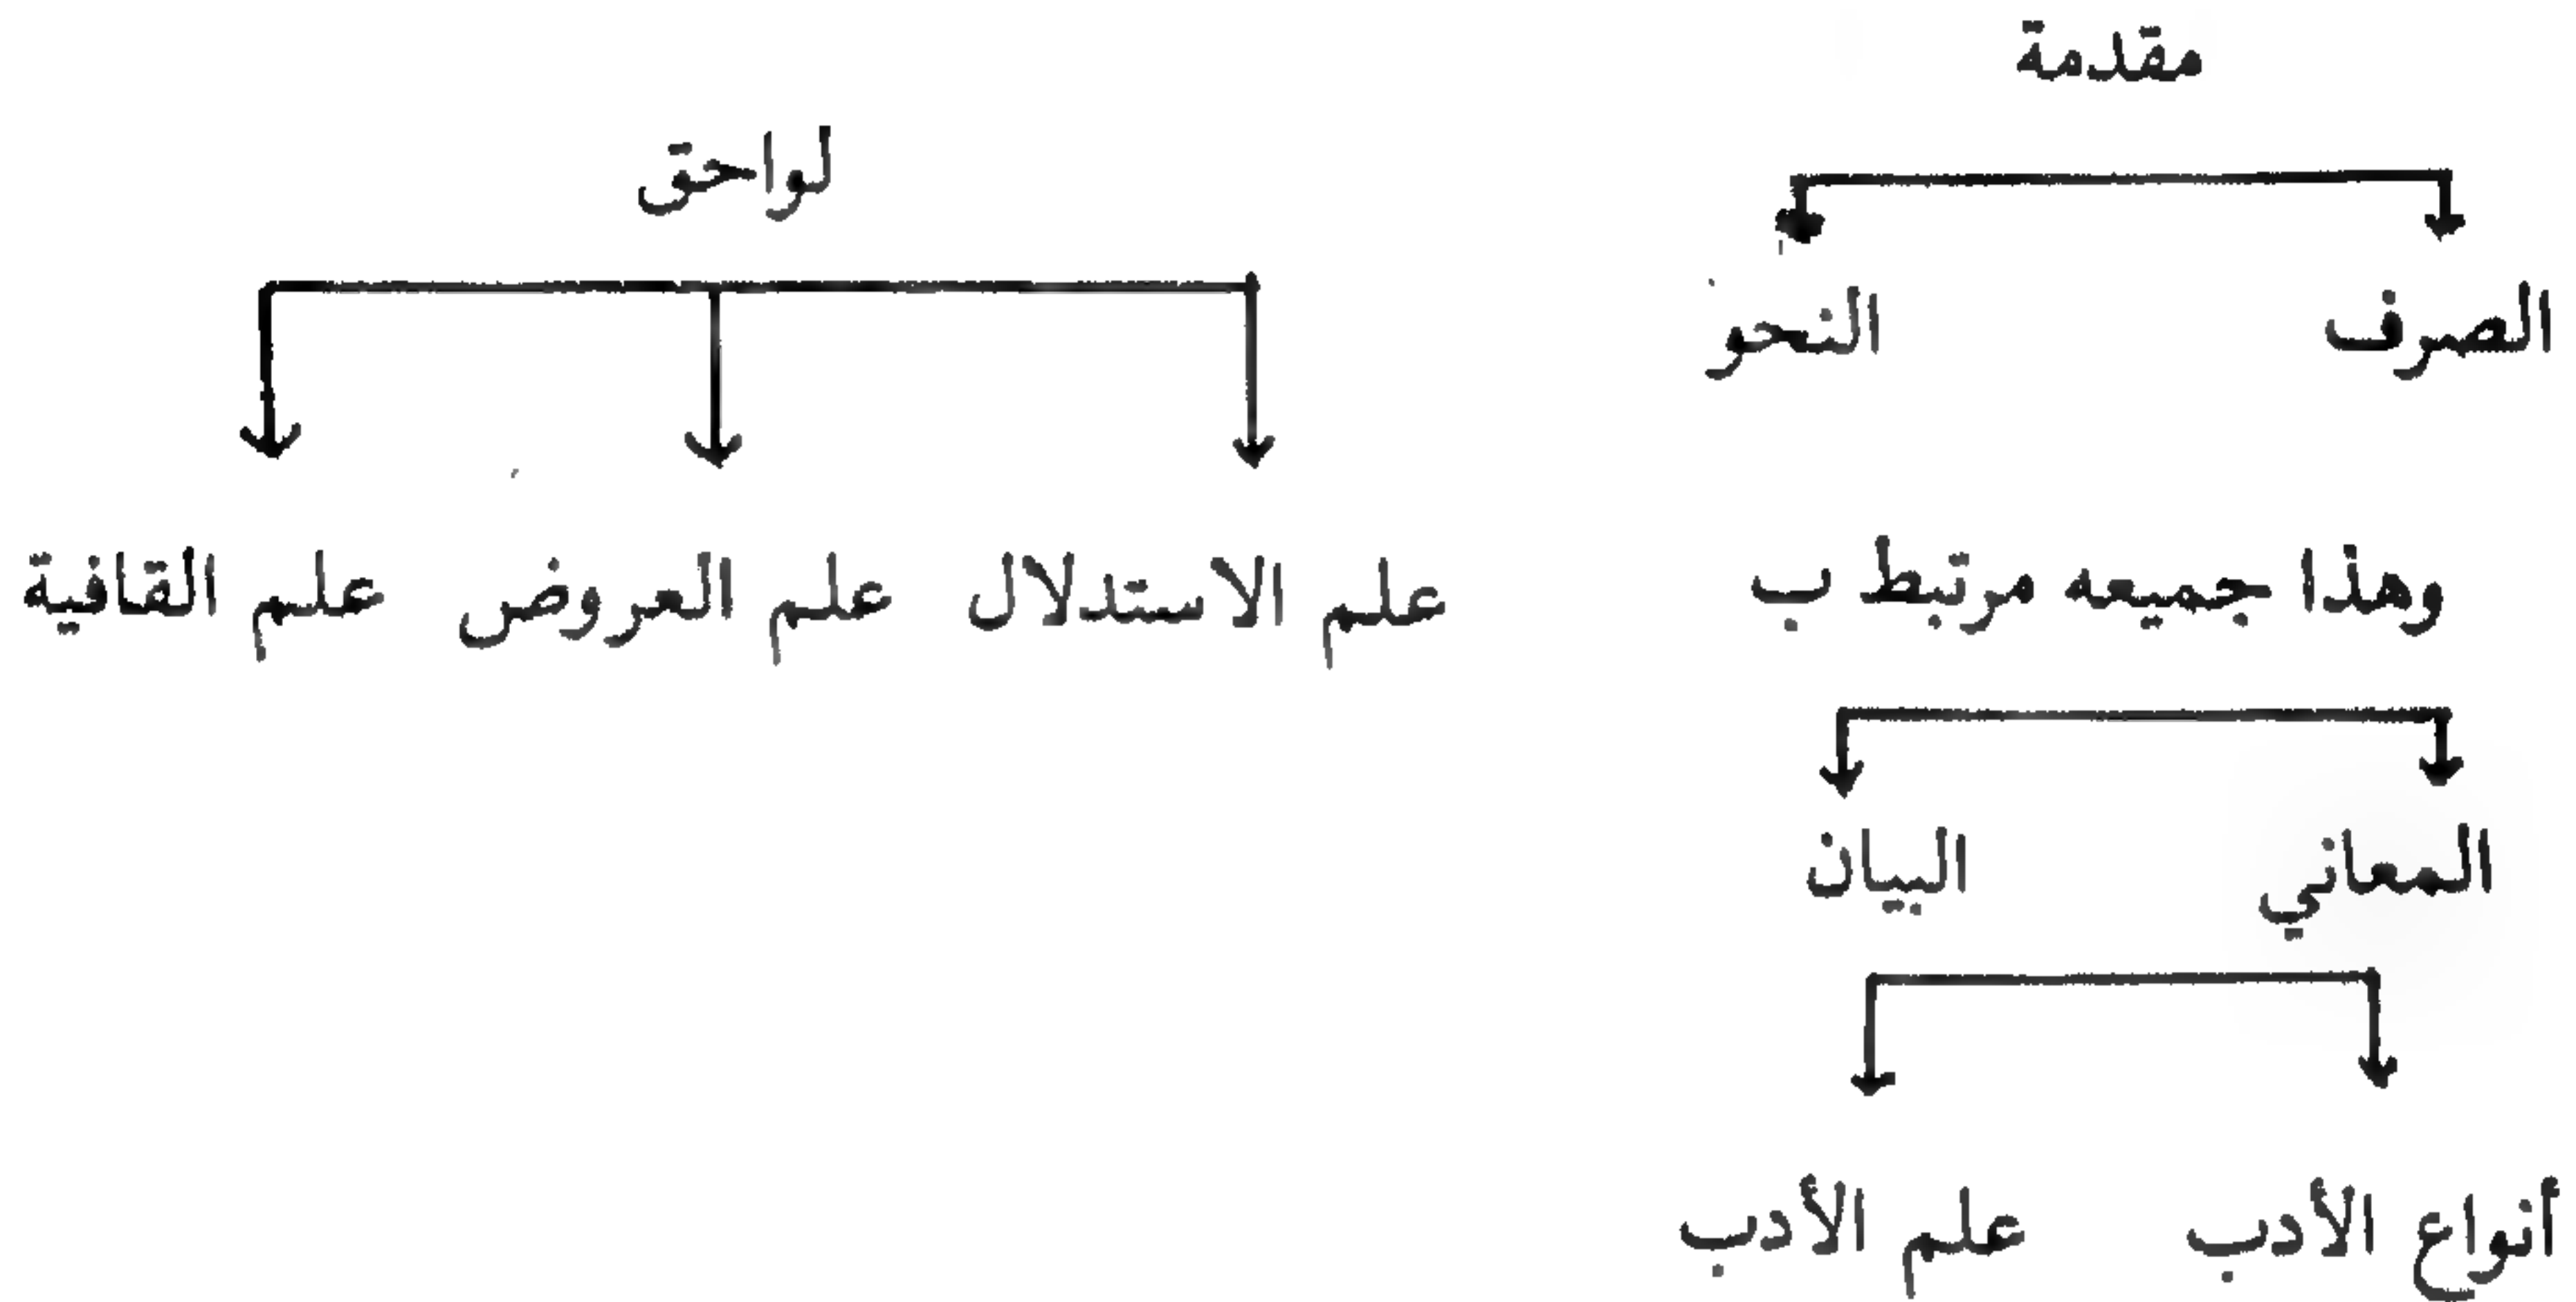 مقدمة
الصرف النحو
وهذا جميعه مرتبط ب
المعاني البيان
أنواع الأدب علم الأدب
لواحق
علم الاستدلال علم العروض علم القافية